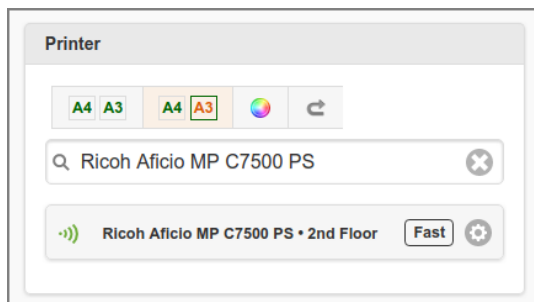 Printer
A4 A3 A4 A3
Ricoh Aficio MP C7500 PS
Ricoh Aficio MP C7500 PS • 2nd Floor Fast